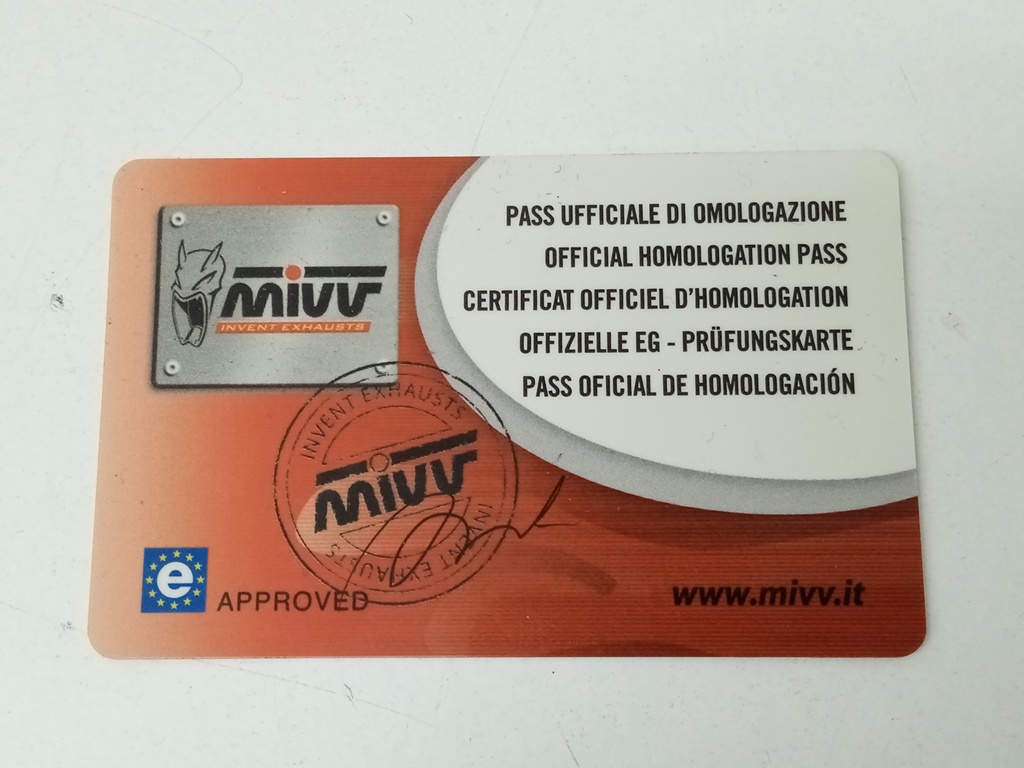 mivv
INVENT EXHAUSTS
PASS UFFICIALE DI OMOLOGAZIONE
OFFICIAL HOMOLOGATION PASS
CERTIFICAT OFFICIEL D'HOMOLOGATION
OFFIZIELLE EG - PRÜFUNGSKARTE
PASS OFICIAL DE HOMOLOGACIÓN
INVENT EXHAUSTS
mivv
INVENT EXHAUSTS
e
APPROVED
www.mivv.it